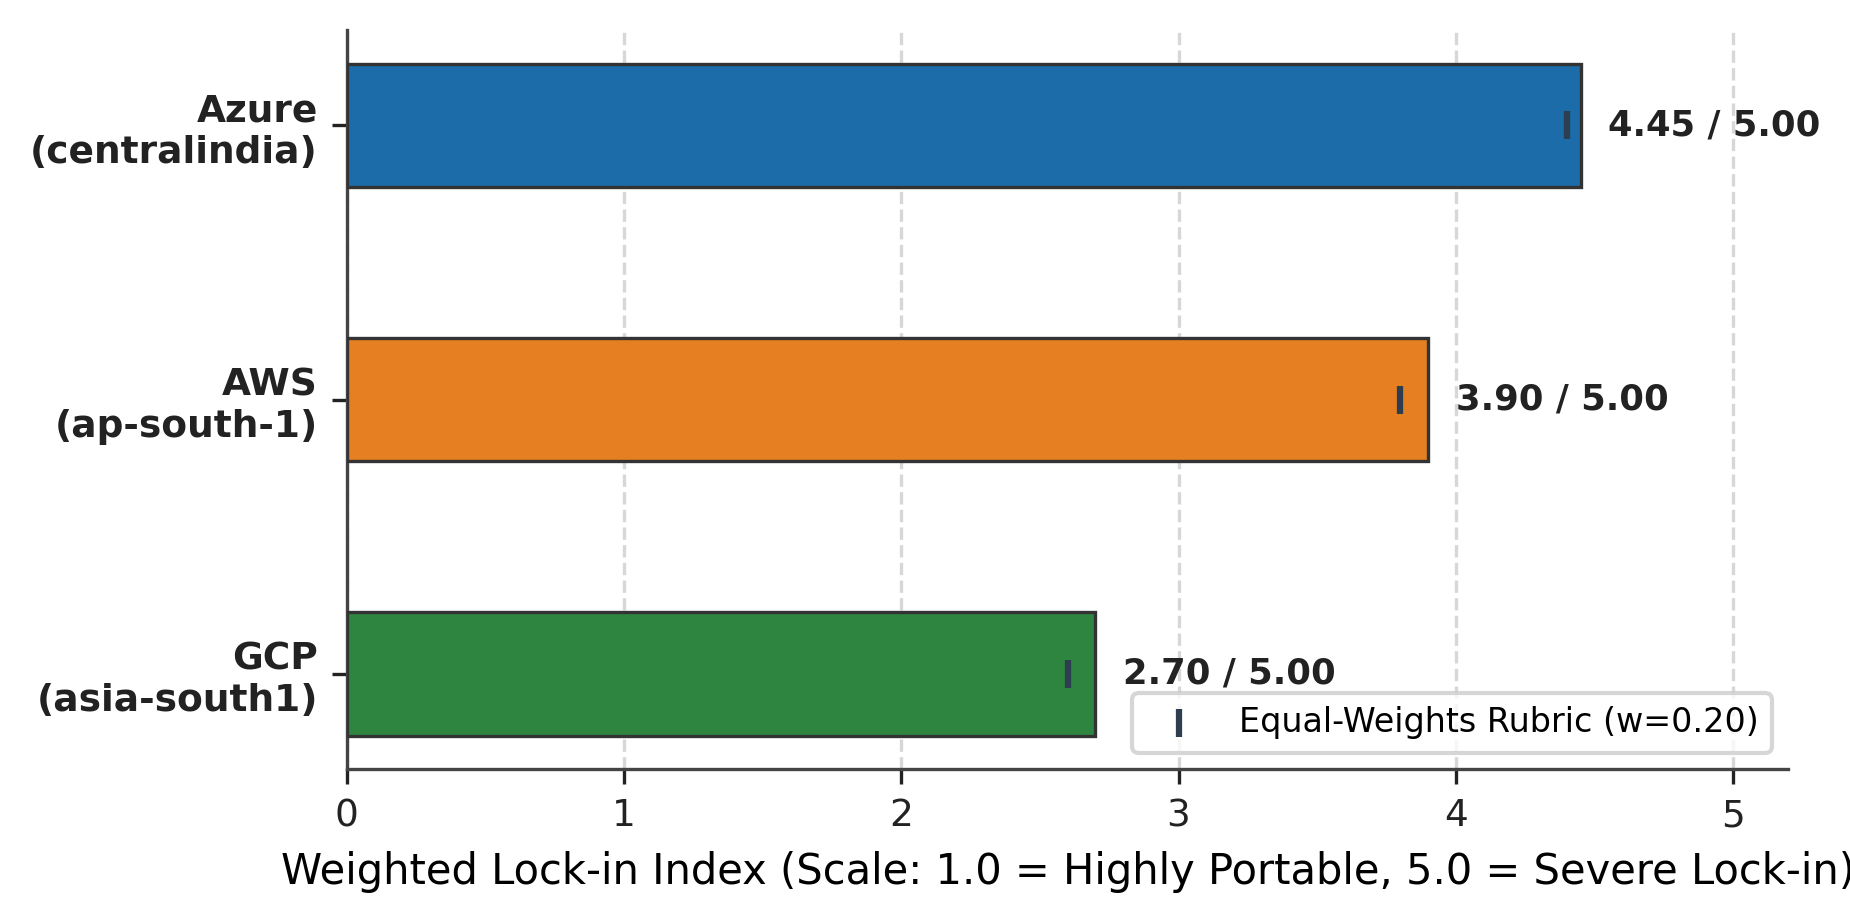 Azure
(centralindia)
4.45 / 5.00
AWS
(ap-south-1)
3.90 / 5.00
GCP
(asia-south1)
2.70 / 5.00
Equal-Weights Rubric (w=0.20)
0 1 2 3 4 5
Weighted Lock-in Index (Scale: 1.0 = Highly Portable, 5.0 = Severe Lock-in)